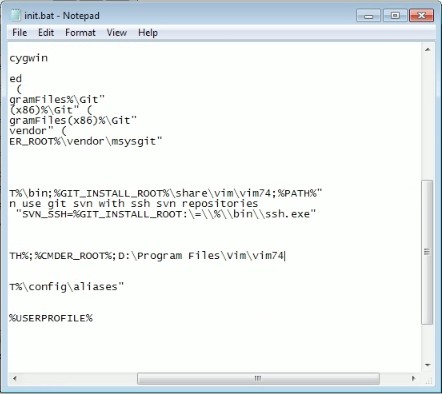 init.bat - Notepad
File Edit Format View Help
cygwin
ed
(
gramFiles%\Git"
(x86)%\Git" (
gramFiles(x86)%\Git"
vendor" (
ER_ROOT%\vendor\msysgit"
T%\bin;%GIT_INSTALL_ROOT%\share\vim\vim74;%PATH%"
n use git svn with ssh svn repositories
"SVN_SSH=%GIT_INSTALL_ROOT:\=\\%\\bin\\ssh.exe"
TH%;%CMDER_ROOT%;D:\Program Files\vim\vim74
T%\config\aliases"
%USERPROFILE%